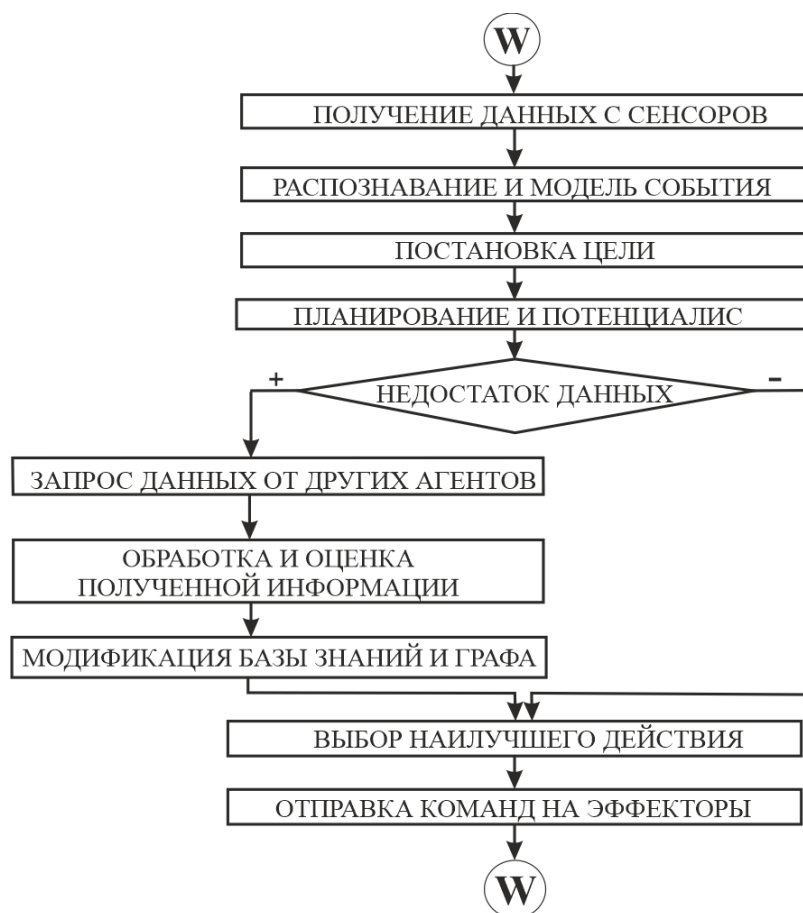 W
ПОЛУЧЕНИЕ ДАННЫХ С СЕНСОРОВ
РАСПОЗНАВАНИЕ И МОДЕЛЬ СОБЫТИЯ
ПОСТАНОВКА ЦЕЛИ
ПЛАНИРОВАНИЕ И ПОТЕНЦИАЛИС
+
НЕДОСТАТОК ДАННЫХ
-
ЗАПРОС ДАННЫХ ОТ ДРУГИХ АГЕНТОВ
ОБРАБОТКА И ОЦЕНКА
ПОЛУЧЕННОЙ ИНФОРМАЦИИ
МОДИФИКАЦИЯ БАЗЫ ЗНАНИЙ И ГРАФА
ВЫБОР НАИЛУЧШЕГО ДЕЙСТВИЯ
ОТПРАВКА КОМАНД НА ЭФФЕКТОРЫ
W